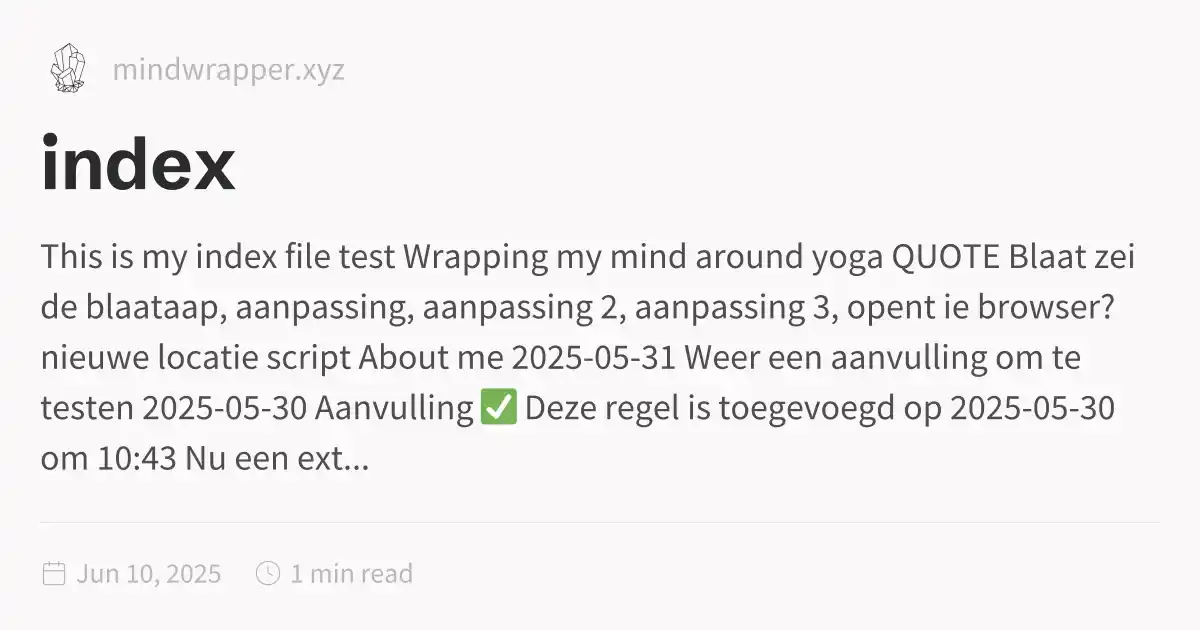 mindwrapper.xyz
index
This is my index file test Wrapping my mind around yoga QUOTE Blaat zei
de blaataap, aanpassing, aanpassing 2, aanpassing 3, opent ie browser?
nieuwe locatie script About me 2025-05-31 Weer een aanvulling om te
testen 2025-05-30 Aanvulling ✅ Deze regel is toegevoegd op 2025-05-30
om 10:43 Nu een ext...
Jun 10, 2025 1 min read